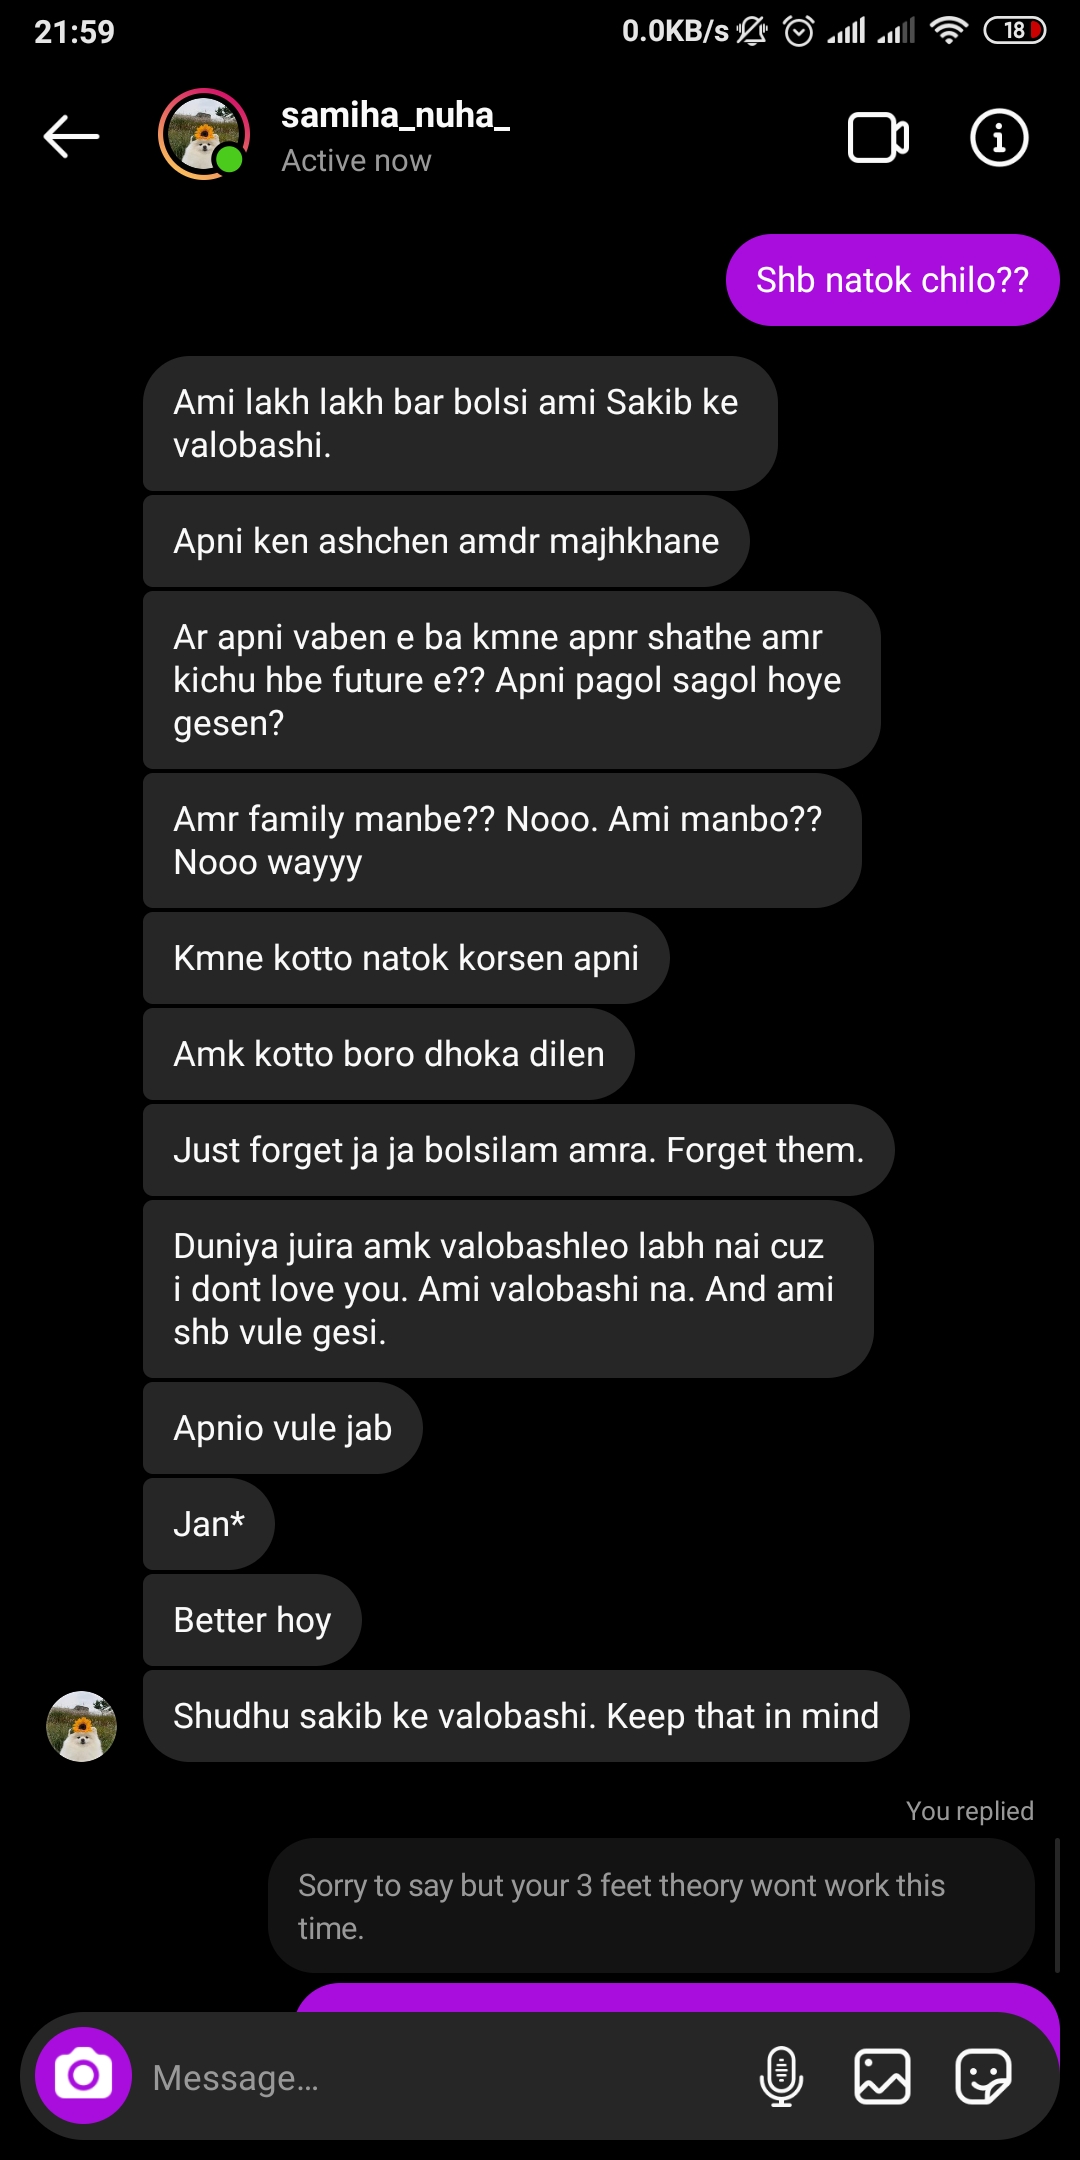 21:59
0.0KB/s
18
samiha_nuha_
Active now
Shb natok chilo??
Ami lakh lakh bar bolsi ami Sakib ke
valobashi.
Apni ken ashchen amdr majhkhane
Ar apni vaben e ba kmne apnr shathe amr
kichu hbe future e?? Apni pagol sagol hoye
gesen?
Amr family manbe?? Nooo. Ami manbo??
Nooo wayyy
Kmne kotto natok korsen apni
Amk kotto boro dhoka dilen
Just forget ja ja bolsilam amra. Forget them.
Duniya juira amk valobashleo labh nai cuz
i dont love you. Ami valobashi na. And ami
shb vule gesi.
Apnio vule jab
Jan*
Better hoy
Shudhu sakib ke valobashi. Keep that in mind
You replied
Sorry to say but your 3 feet theory wont work this
time.
Message...